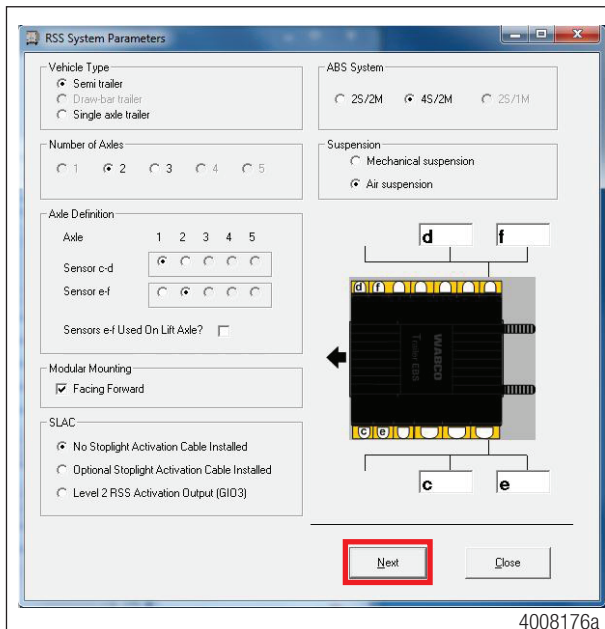 RSS System Parameters
Vehicle Type
Semi trailer
Draw-bar trailer
Single axle trailer
ABS System
2S/2M 4S/2M 2S/1M
Number of Axles
1 2 3 4 5
Suspension
Mechanical suspension
Air suspension
Axle Definition
Axle 1 2 3 4 5
Sensor c-d
Sensor e-f
Sensors e-f Used On Lift Axle?
d f
d f
WABCO
Trailer EBS
c e
c e
Modular Mounting
Facing Forward
SLAC
No Stoplight Activation Cable Installed
Optional Stoplight Activation Cable Installed
Level 2 RSS Activation Output (GIO3)
Next Close
4008176a